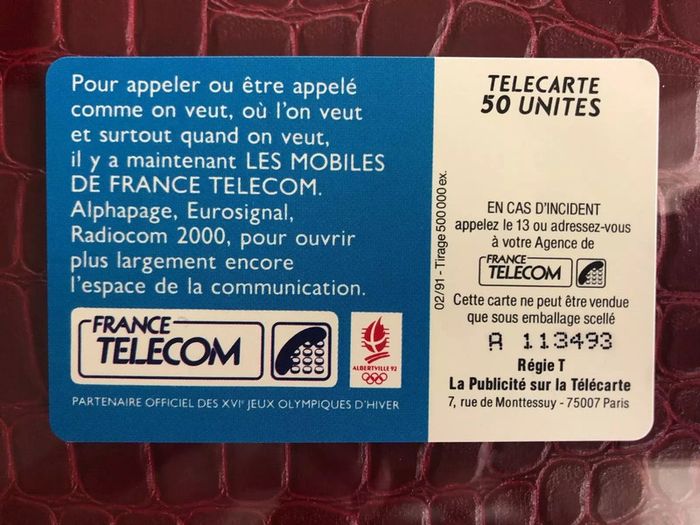 Pour appeler ou être appelé
comme on veut, où l'on veut
et surtout quand on veut,
il y a maintenant LES MOBILES
DE FRANCE TELECOM.
Alphapage, Eurosignal,
Radiocom 2000, pour ouvrir
plus largement encore
l'espace de la communication.
FRANCE
TELECOM
ALBERTVILLE 92
PARTENAIRE OFFICIEL DES XVIes JEUX OLYMPIQUES D'HIVER
02/91 - Tirage 500 000 ex.
TELECARTE
50 UNITES
EN CAS D'INCIDENT
appelez le 13 ou adressez-vous
à votre Agence de
FRANCE
TELECOM
Cette carte ne peut être vendue
que sous emballage scellé
A 113493
Régie T
La Publicité sur la Télécarte
7, rue de Monttessuy - 75007 Paris